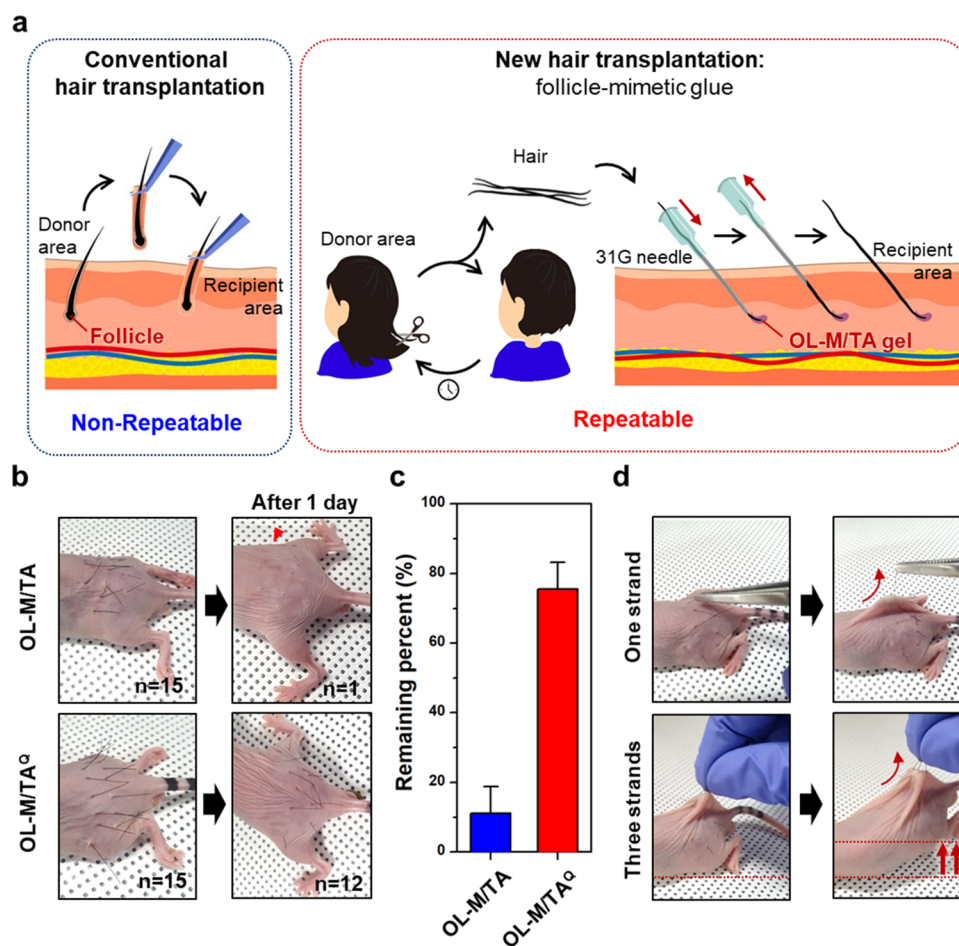 a
Conventional
hair transplantation
Donor
area
Recipient
area
Follicle
Non-Repeatable
New hair transplantation:
follicle-mimetic glue
Hair
Donor area
31G needle
Recipient
area
OL-M/TA gel
Repeatable
b
After 1 day
OL-M/TA
n=15
n=1
OL-M/TAQ
n=15
n=12
c
Remaining percent (%)
100
80
60
40
20
0
OL-M/TA
OL-M/TAQ
d
One strand
Three strands